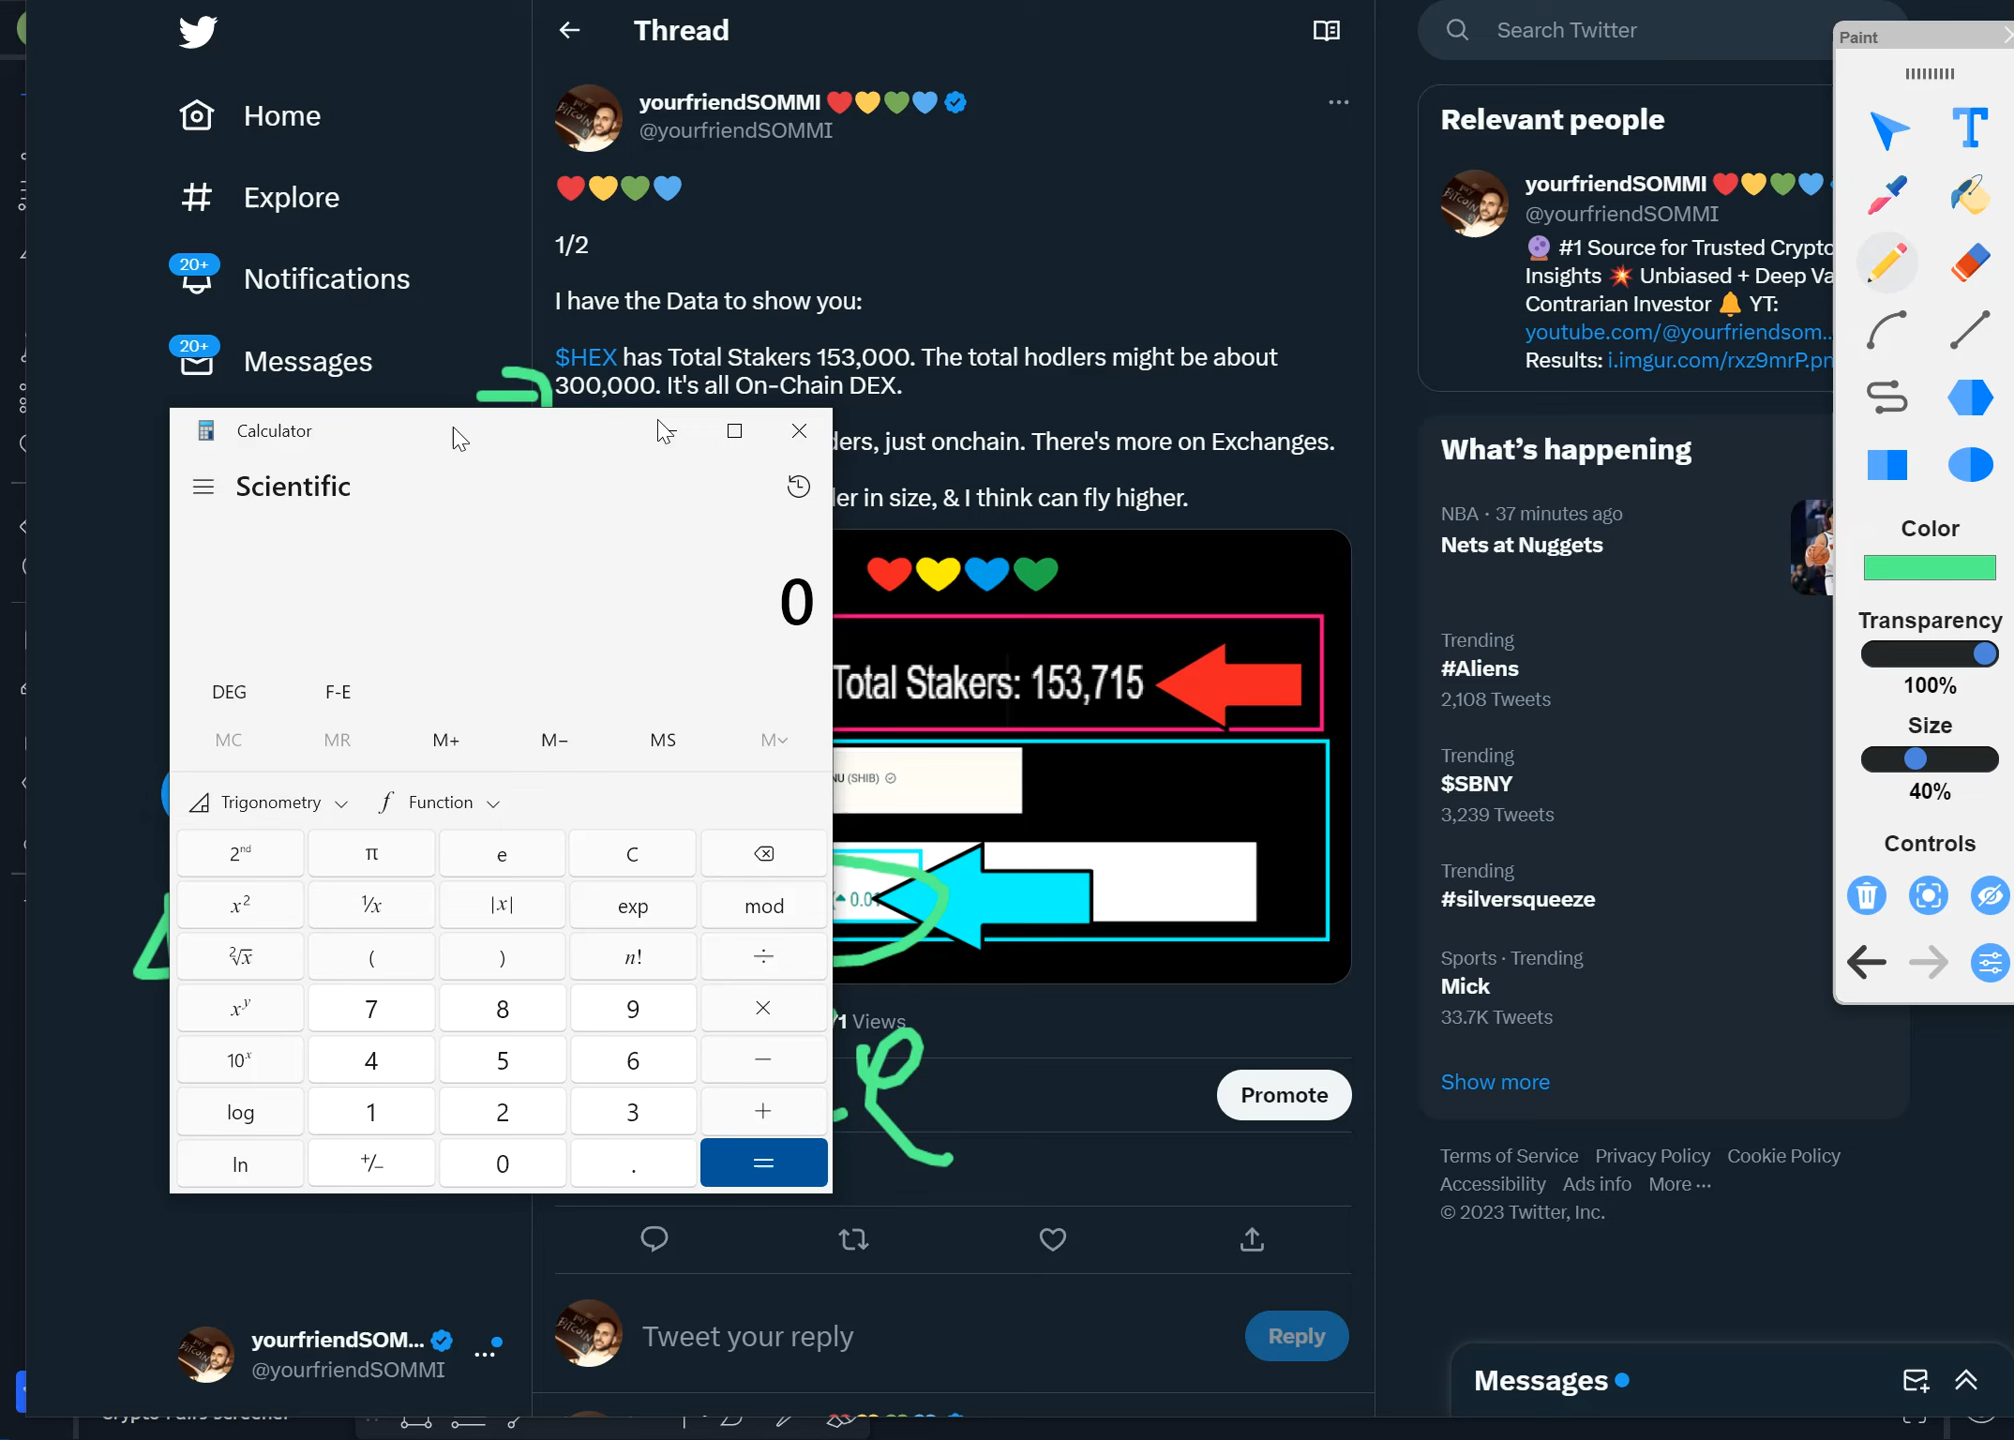 Home
Explore
20+
Notifications
20+
Messages
Thread
yourfriendSOMMI
@yourfriendSOMMI
1/2
I have the Data to show you:
$HEX has Total Stakers 153,000. The total hodlers might be about
300,000. It's all On-Chain DEX.
ders, just onchain. There's more on Exchanges.
er in size, & I think can fly higher.
Total Stakers: 153,715
NU (SHIB)
0.01
1 Views
Promote
Tweet your reply
Reply
Calculator
Scientific
0
DEG F-E
MC MR M+ M− MS M
Trigonometry Function
2nd π e C
x² ¹/x |x| exp mod
²√x ( ) n! ÷
xʸ 7 8 9 ×
10ˣ 4 5 6 −
log 1 2 3 +
ln +/− 0 . =
yourfriendSOM...
@yourfriendSOMMI
Search Twitter
Relevant people
yourfriendSOMMI
@yourfriendSOMMI
#1 Source for Trusted Crypto
Insights Unbiased + Deep Va
Contrarian Investor YT:
youtube.com/@yourfriendsom...
Results: i.imgur.com/rxz9mrP.pn
What's happening
NBA · 37 minutes ago
Nets at Nuggets
Trending
#Aliens
2,108 Tweets
Trending
$SBNY
3,239 Tweets
Trending
#silversqueeze
Sports · Trending
Mick
33.7K Tweets
Show more
Terms of Service Privacy Policy Cookie Policy
Accessibility Ads info More ···
© 2023 Twitter, Inc.
Messages
Paint
Color
Transparency
100%
Size
40%
Controls